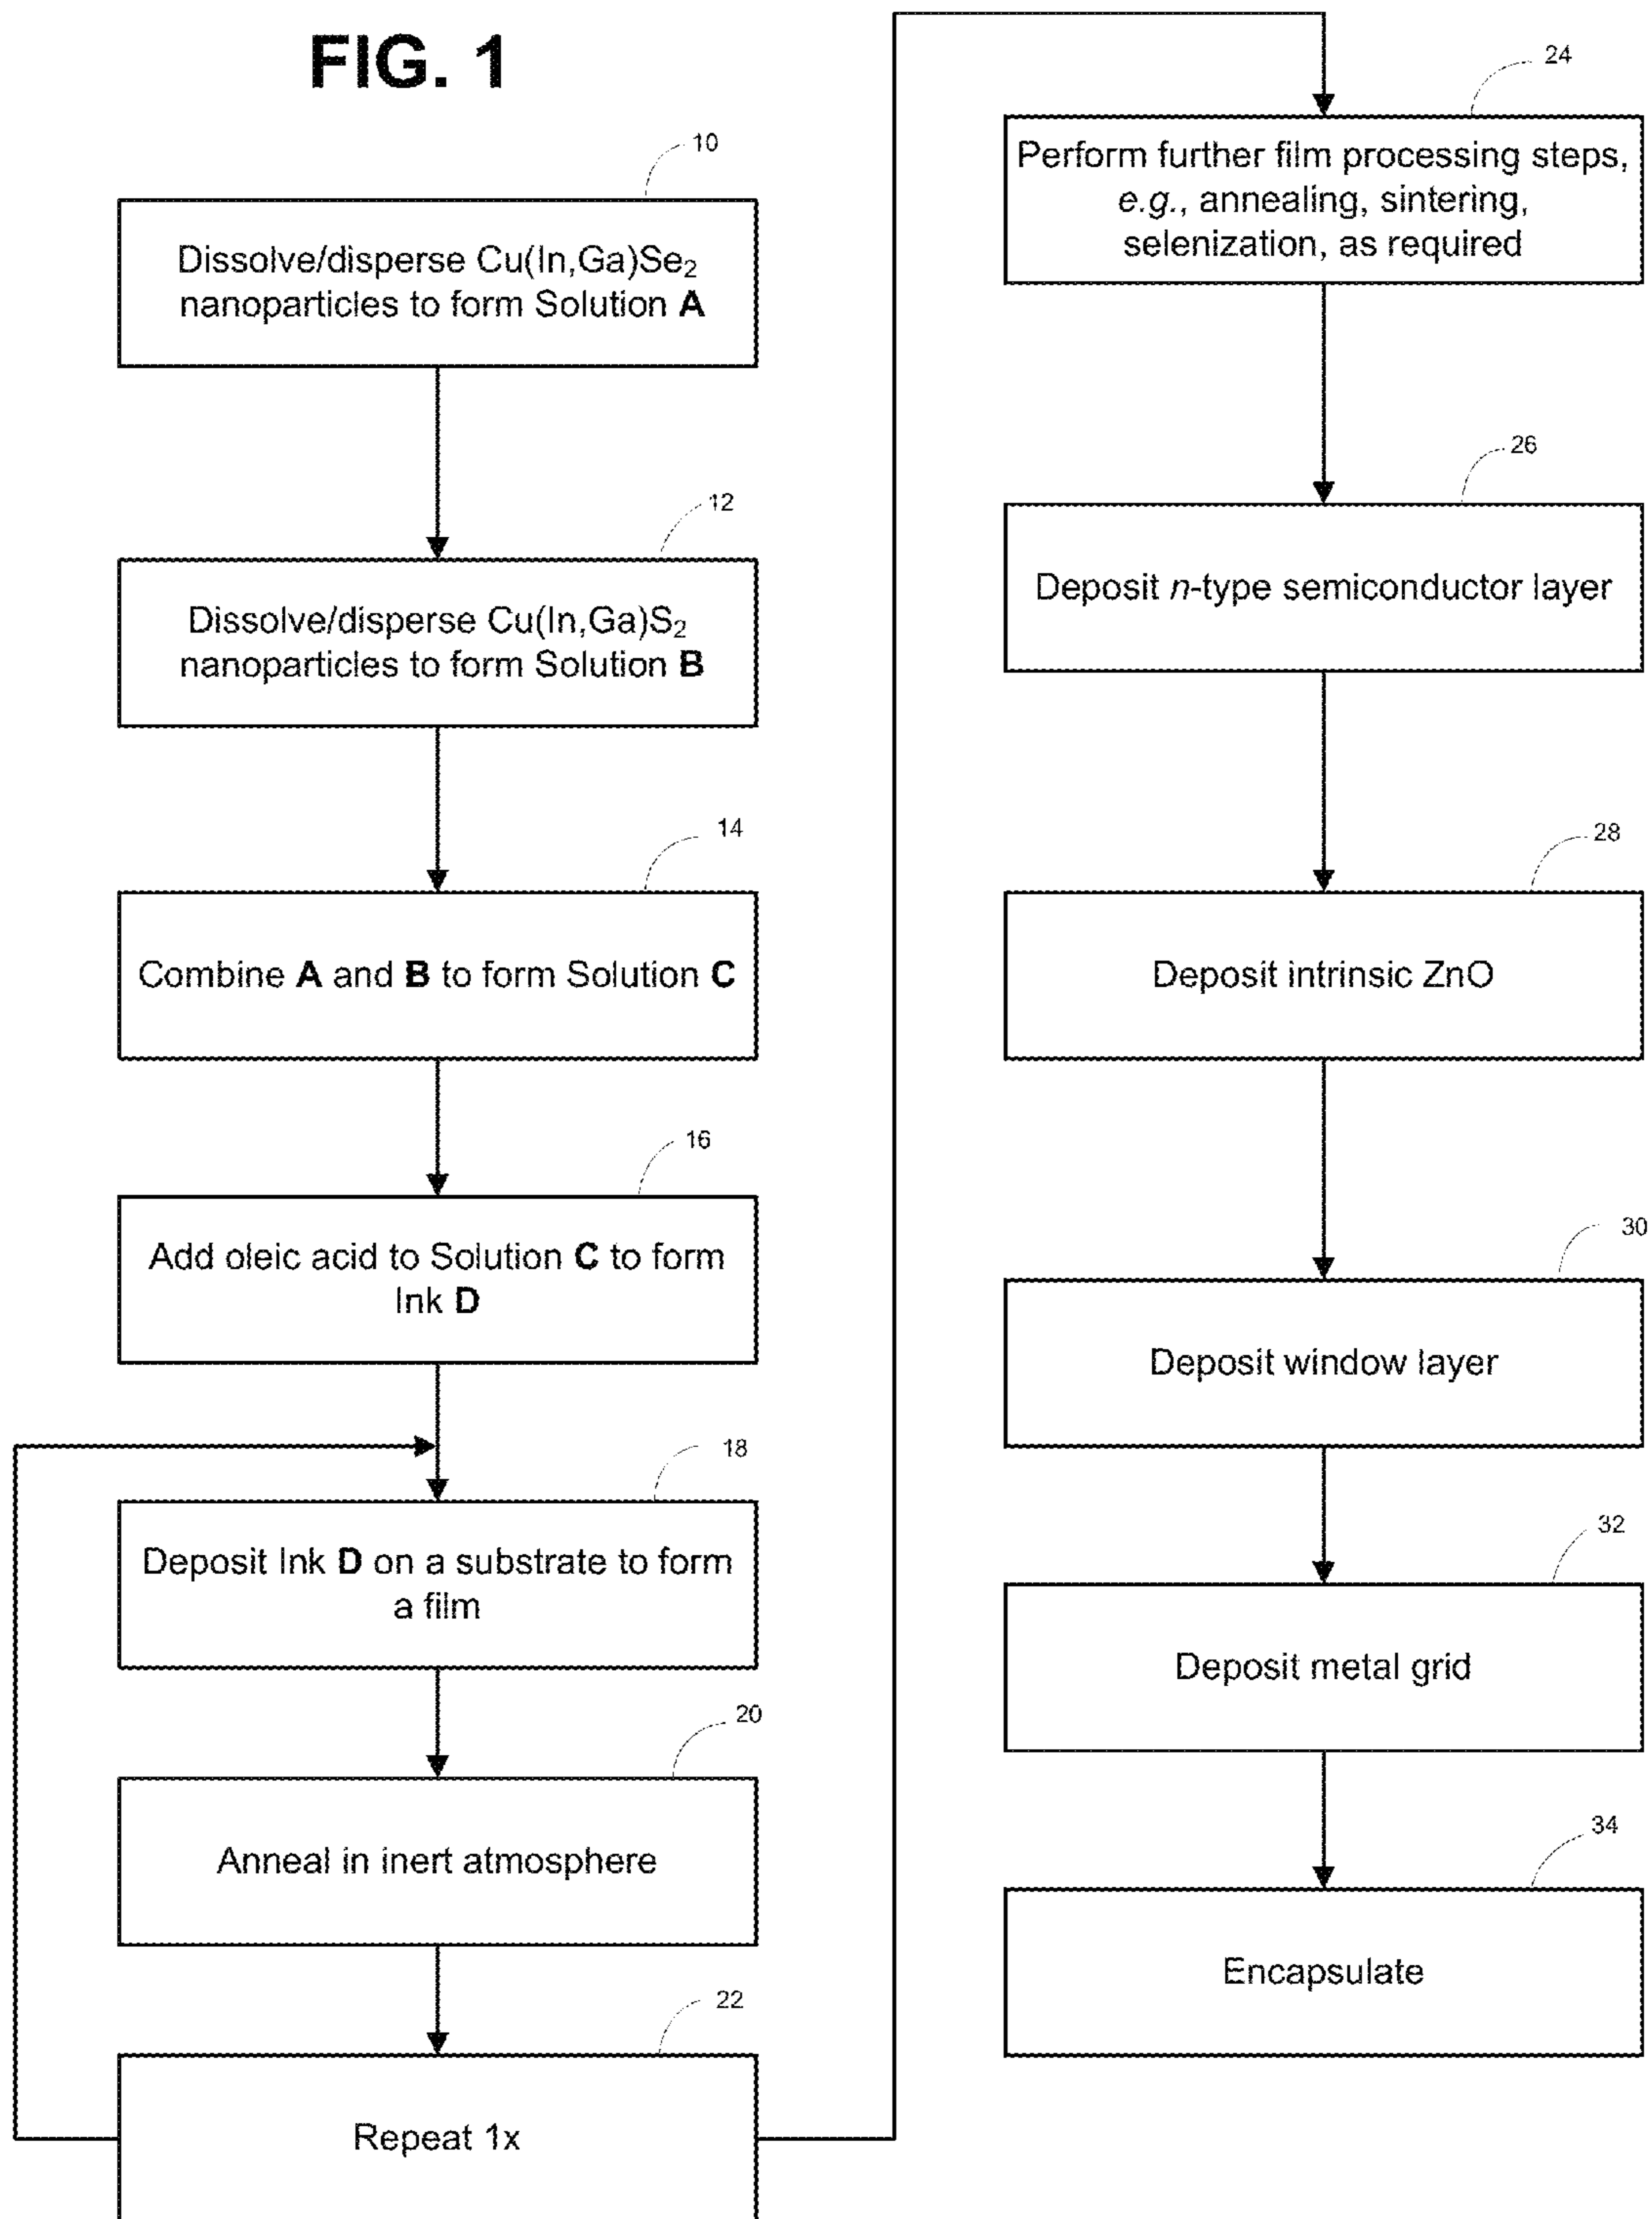 FIG. 1
10
Dissolve/disperse Cu(In,Ga)Se₂
nanoparticles to form Solution A
12
Dissolve/disperse Cu(In,Ga)S₂
nanoparticles to form Solution B
14
Combine A and B to form Solution C
16
Add oleic acid to Solution C to form
Ink D
18
Deposit Ink D on a substrate to form
a film
20
Anneal in inert atmosphere
22
Repeat 1x
24
Perform further film processing steps,
e.g., annealing, sintering,
selenization, as required
26
Deposit n-type semiconductor layer
28
Deposit intrinsic ZnO
30
Deposit window layer
32
Deposit metal grid
34
Encapsulate